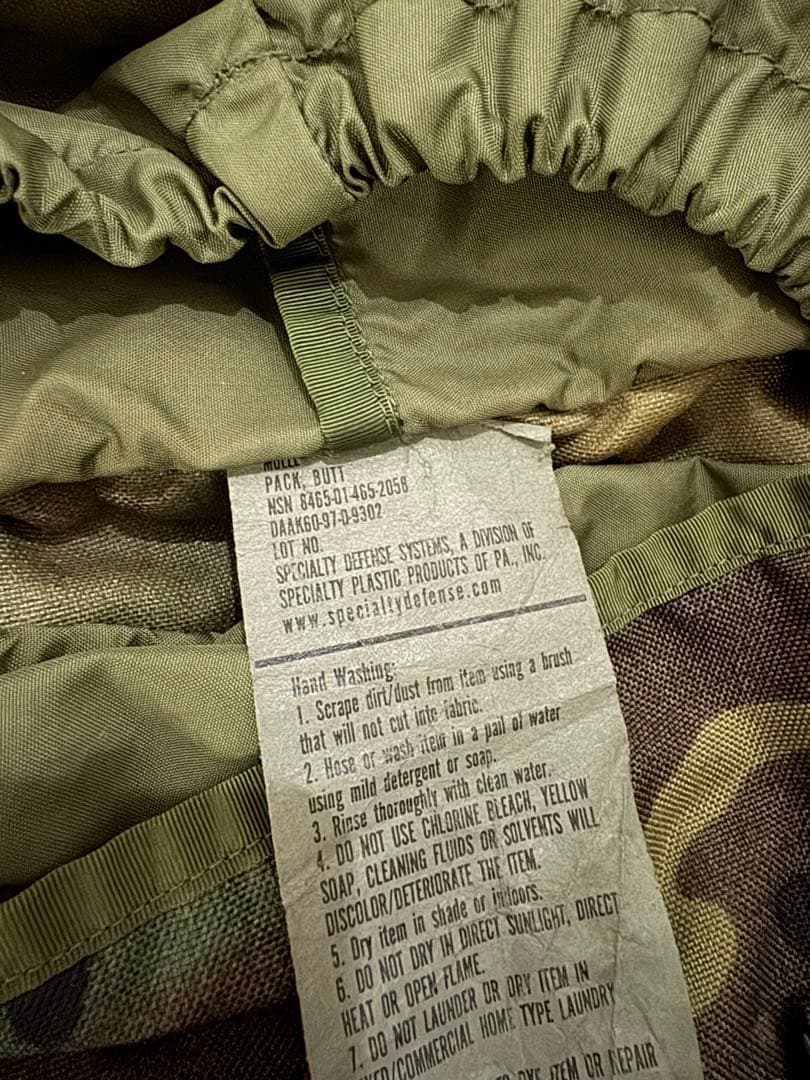 MOLLE
PACK, BUTT
NSN 8465-01-465-2058
DAAK60-97-D-9302
LOT NO.
SPECIALTY DEFENSE SYSTEMS, A DIVISION OF
SPECIALTY PLASTIC PRODUCTS OF PA., INC.
www.specialtydefense.com
Hand Washing:
1. Scrape dirt/dust from item using a brush
that will not cut into fabric.
2. Hose or wash item in a pail of water
using mild detergent or soap.
3. Rinse thoroughly with clean water.
4. DO NOT USE CHLORINE BLEACH, YELLOW
SOAP, CLEANING FLUIDS OR SOLVENTS WILL
DISCOLOR/DETERIORATE THE ITEM.
5. Dry item in shade or indoors.
6. DO NOT DRY IN DIRECT SUNLIGHT, DIRECT
HEAT OR OPEN FLAME.
7. DO NOT LAUNDER OR DRY ITEM IN
/COMMERCIAL HOME TYPE LAUNDRY
DYE ITEM OR REPAIR